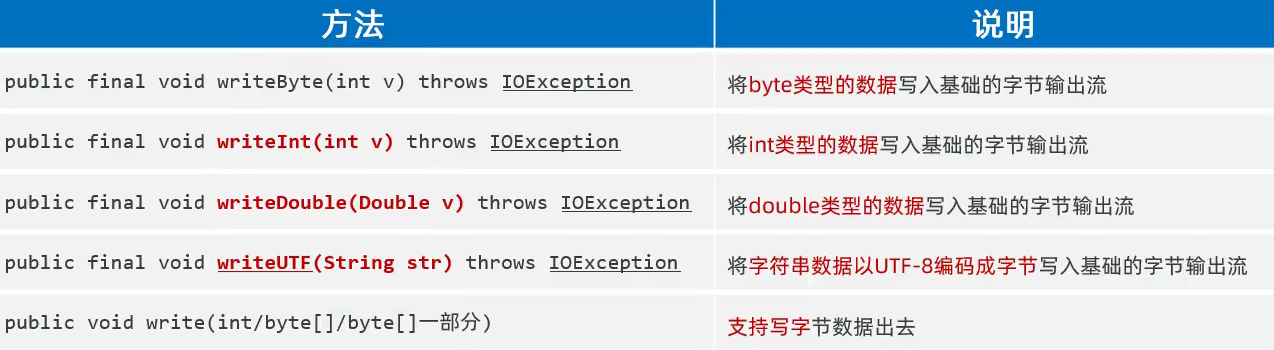 方法 说明
public final void writeByte(int v) throws IOException 将byte类型的数据写入基础的字节输出流
public final void writeInt(int v) throws IOException 将int类型的数据写入基础的字节输出流
public final void writeDouble(Double v) throws IOException 将double类型的数据写入基础的字节输出流
public final void writeUTF(String str) throws IOException 将字符串数据以UTF-8编码成字节写入基础的字节输出流
public void write(int/byte[]/byte[]一部分) 支持写字节数据出去